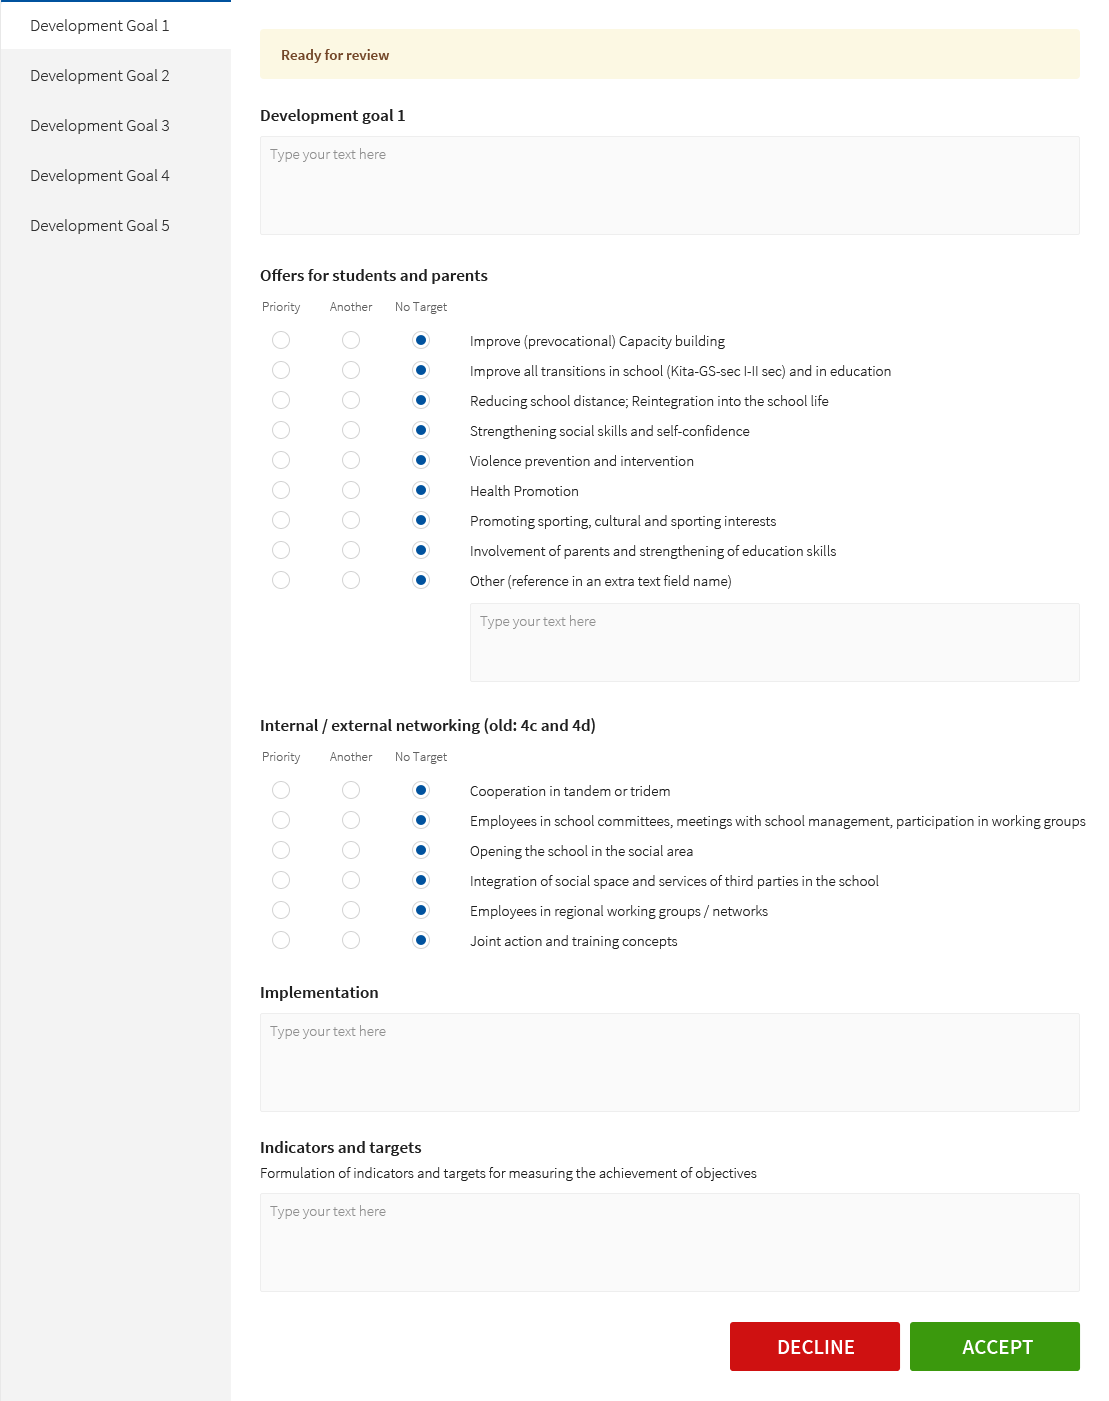 Development Goal 1
Development Goal 2
Development Goal 3
Development Goal 4
Development Goal 5
Ready for review
Development goal 1
Type your text here
Offers for students and parents
Priority Another No Target
Improve (prevocational) Capacity building
Improve all transitions in school (Kita-GS-sec I-II sec) and in education
Reducing school distance; Reintegration into the school life
Strengthening social skills and self-confidence
Violence prevention and intervention
Health Promotion
Promoting sporting, cultural and sporting interests
Involvement of parents and strengthening of education skills
Other (reference in an extra text field name)
Type your text here
Internal / external networking (old: 4c and 4d)
Priority Another No Target
Cooperation in tandem or tridem
Employees in school committees, meetings with school management, participation in working groups
Opening the school in the social area
Integration of social space and services of third parties in the school
Employees in regional working groups / networks
Joint action and training concepts
Implementation
Type your text here
Indicators and targets
Formulation of indicators and targets for measuring the achievement of objectives
Type your text here
DECLINE ACCEPT